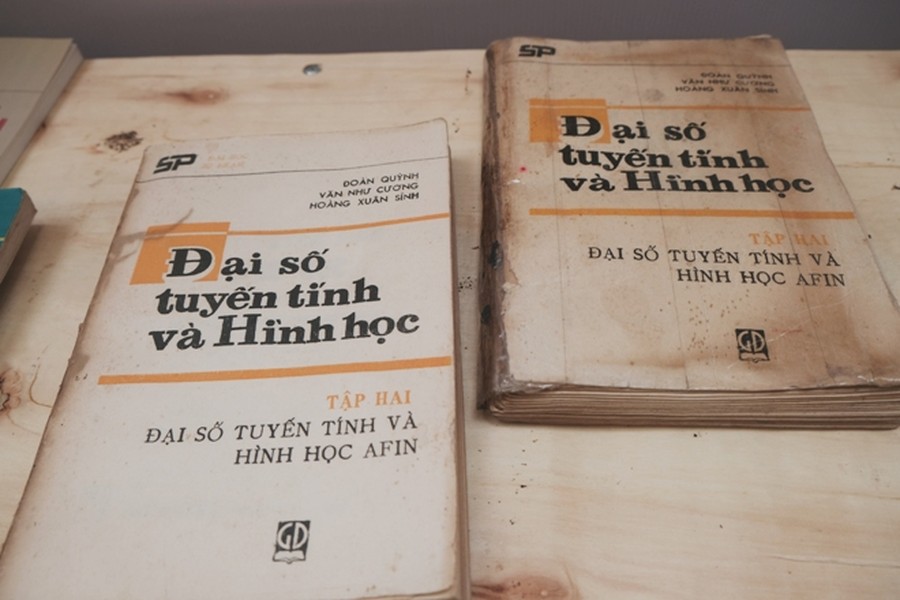 SP
ĐOÀN QUỲNH
VĂN NHƯ CƯƠNG
HOÀNG XUÂN SÍNH
Đại số
tuyến tính
và Hình học
TẬP HAI
ĐẠI SỐ TUYẾN TÍNH VÀ
HÌNH HỌC AFIN
GD
SP
ĐOÀN QUỲNH
VĂN NHƯ CƯƠNG
HOÀNG XUÂN SÍNH
Đại số
tuyến tính
và Hình học
TẬP HAI
ĐẠI SỐ TUYẾN TÍNH VÀ
HÌNH HỌC AFIN
GD